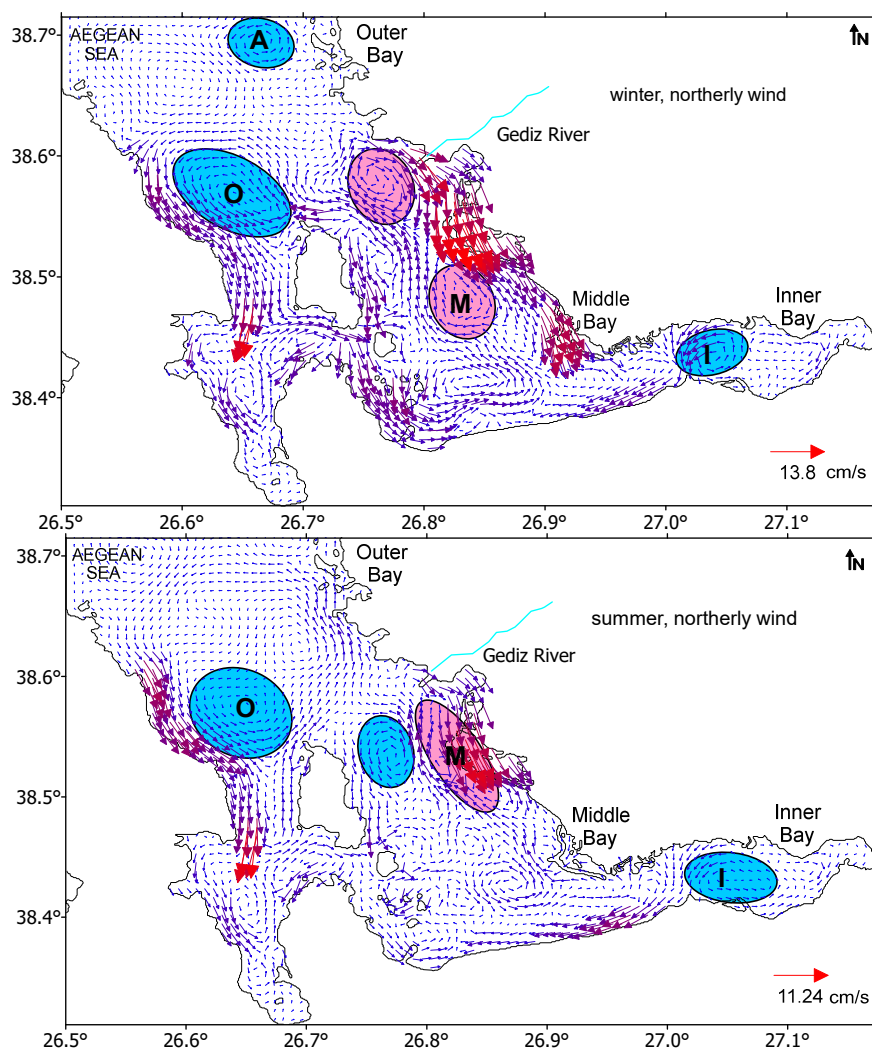 38.7°
AEGEAN
SEA
A
Outer
Bay
N
winter, northerly wind
Gediz River
38.6°
O
38.5°
M
Middle
Bay
Inner
Bay
I
38.4°
13.8 cm/s
26.5° 26.6° 26.7° 26.8° 26.9° 27.0° 27.1°
38.7°
AEGEAN
SEA
Outer
Bay
N
summer, northerly wind
Gediz River
38.6°
O
M
38.5°
Middle
Bay
Inner
Bay
I
38.4°
11.24 cm/s
26.5° 26.6° 26.7° 26.8° 26.9° 27.0° 27.1°